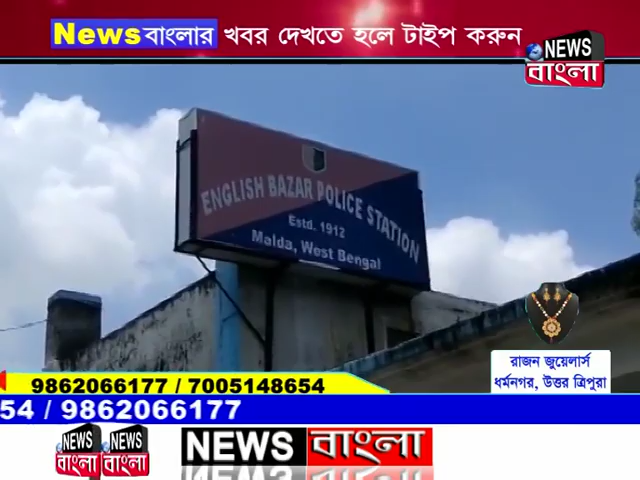 Newsবাংলার খবর দেখতে হলে টাইপ করুন
NEWS
বাংলা
ENGLISH BAZAR POLICE STATION
Estd. 1912
Malda, West Bengal
রাজন জুয়েলার্স
ধর্মনগর, উত্তর ত্রিপুরা
9862066177 / 7005148654
54 / 9862066177
NEWS NEWS
বাংলা, বাংলা
NEWS বাংলা